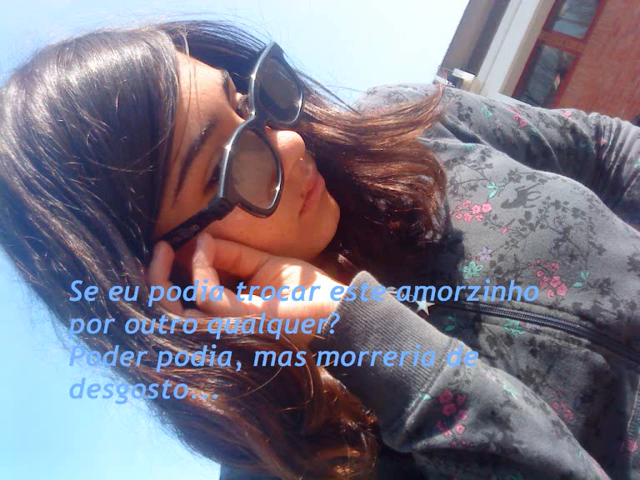 Se eu podia trocar este amorzinho
por outro qualquer?
Poder podia, mas morreria de
desgosto...